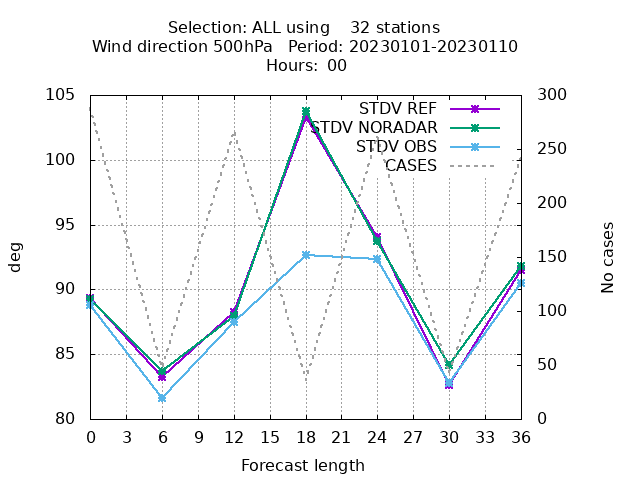 Selection: ALL using    32 stations
Wind direction 500hPa   Period: 20230101-20230110
Hours:  00
105
100
95
90
85
80
300
250
200
150
100
50
0
STDV REF
STDV NORADAR
STDV OBS
CASES
deg
No cases
0 3 6 9 12 15 18 21 24 27 30 33 36
Forecast length